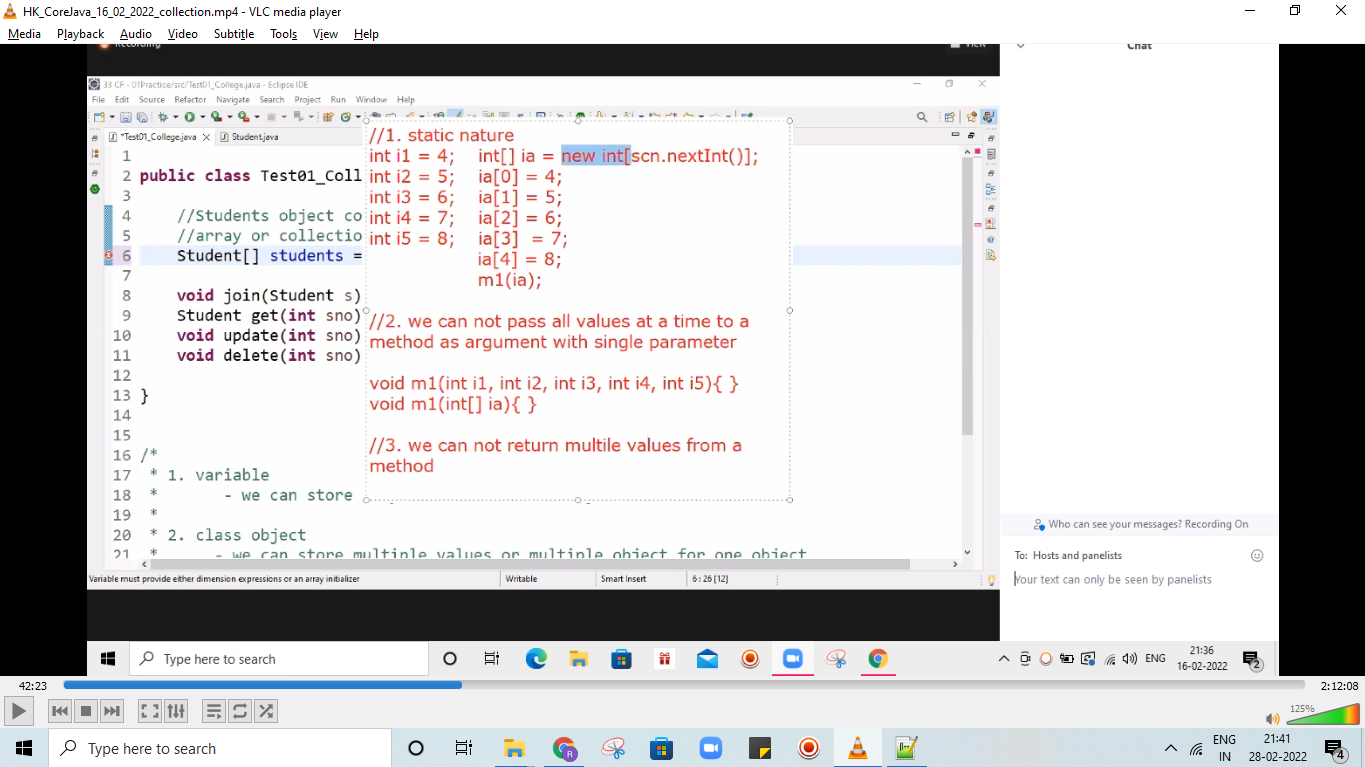 HK_CoreJava_16_02_2022_collection.mp4 - VLC media player
Media Playback Audio Video Subtitle Tools View Help
Recording
View
Chat
33 CF - 01Practice/src/Test01_College.java - Eclipse IDE
File Edit Source Refactor Navigate Search Project Run Window Help
*Test01_College.java
Student.java
1
2 public class Test01_Coll
3
4 //Students object co
5 //array or collectio
6 Student[] students =
7
8 void join(Student s)
9 Student get(int sno)
10 void update(int sno)
11 void delete(int sno)
12
13 }
14
15
16 /*
17 * 1. variable
18 * - we can store
19 *
20 * 2. class object
21 * - we can store multiple values or multiple object for one object
//1. static nature
int i1 = 4; int[] ia = new int[scn.nextInt()];
int i2 = 5; ia[0] = 4;
int i3 = 6; ia[1] = 5;
int i4 = 7; ia[2] = 6;
int i5 = 8; ia[3] = 7;
ia[4] = 8;
m1(ia);
//2. we can not pass all values at a time to a
method as argument with single parameter
void m1(int i1, int i2, int i3, int i4, int i5){ }
void m1(int[] ia){ }
//3. we can not return multile values from a
method
Variable must provide either dimension expressions or an array initializer
Writable
Smart Insert
6 : 26 [12]
Who can see your messages? Recording On
To: Hosts and panelists
Your text can only be seen by panelists
Type here to search
ENG
21:36
16-02-2022
2
42:23
2:12:08
125%
Type here to search
ENG
IN
21:41
28-02-2022
4